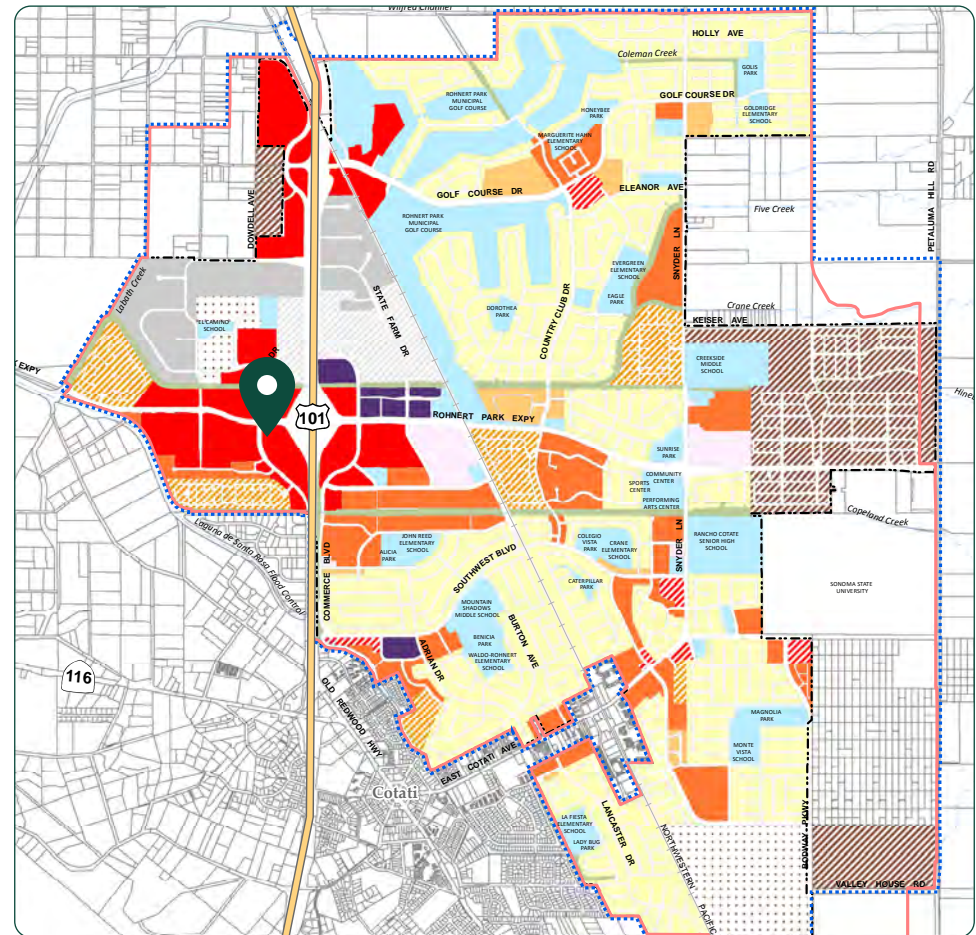 Wilfred Channel
HOLLY AVE
Coleman Creek
GOLIS
PARK
ROHNERT PARK
MUNICIPAL
GOLF COURSE
GOLF COURSE DR
HONEYBEE
PARK
GOLDRIDGE
ELEMENTARY
SCHOOL
MARGUERITE HAHN
ELEMENTARY
SCHOOL
PETALUMA HILL RD
GOLF COURSE DR
ELEANOR AVE
DOWDELL AVE
ROHNERT PARK
MUNICIPAL
GOLF COURSE
Five Creek
SNYDER LN
EVERGREEN
ELEMENTARY
SCHOOL
Labath Creek
EAGLE
PARK
STATE FARM DR
DOROTHEA
PARK
COUNTRY CLUB DR
Crane Creek
KEISER AVE
EL CAMINO
SCHOOL
DR
CREEKSIDE
MIDDLE
SCHOOL
EXPY
101
ROHNERT PARK EXPY
SUNRISE
PARK
COMMUNITY
CENTER
SPORTS
CENTER
PERFORMING
ARTS CENTER
Copeland Creek
Laguna de Santa Rosa Flood Control
COMMERCE BLVD
JOHN REED
ELEMENTARY
SCHOOL
ALICIA
PARK
SOUTHWEST BLVD
COLEGIO
VISTA
PARK
CRANE
ELEMENTARY
SCHOOL
SNYDER LN
RANCHO COTATE
SENIOR HIGH
SCHOOL
CATERPILLAR
PARK
SONOMA STATE
UNIVERSITY
MOUNTAIN
SHADOWS
MIDDLE SCHOOL
BURTON AVE
BENICIA
PARK
ADRIAN DR
WALDO-ROHNERT
ELEMENTARY
SCHOOL
116
OLD REDWOOD HWY
MAGNOLIA
PARK
EAST COTATI AVE
MONTE
VISTA
SCHOOL
Cotati
LANCASTER DR
LA FIESTA
ELEMENTARY
SCHOOL
LADY BUG
PARK
NORTHWESTERN
PACIFIC
BODWAY PKWY
VALLEY HOUSE RD